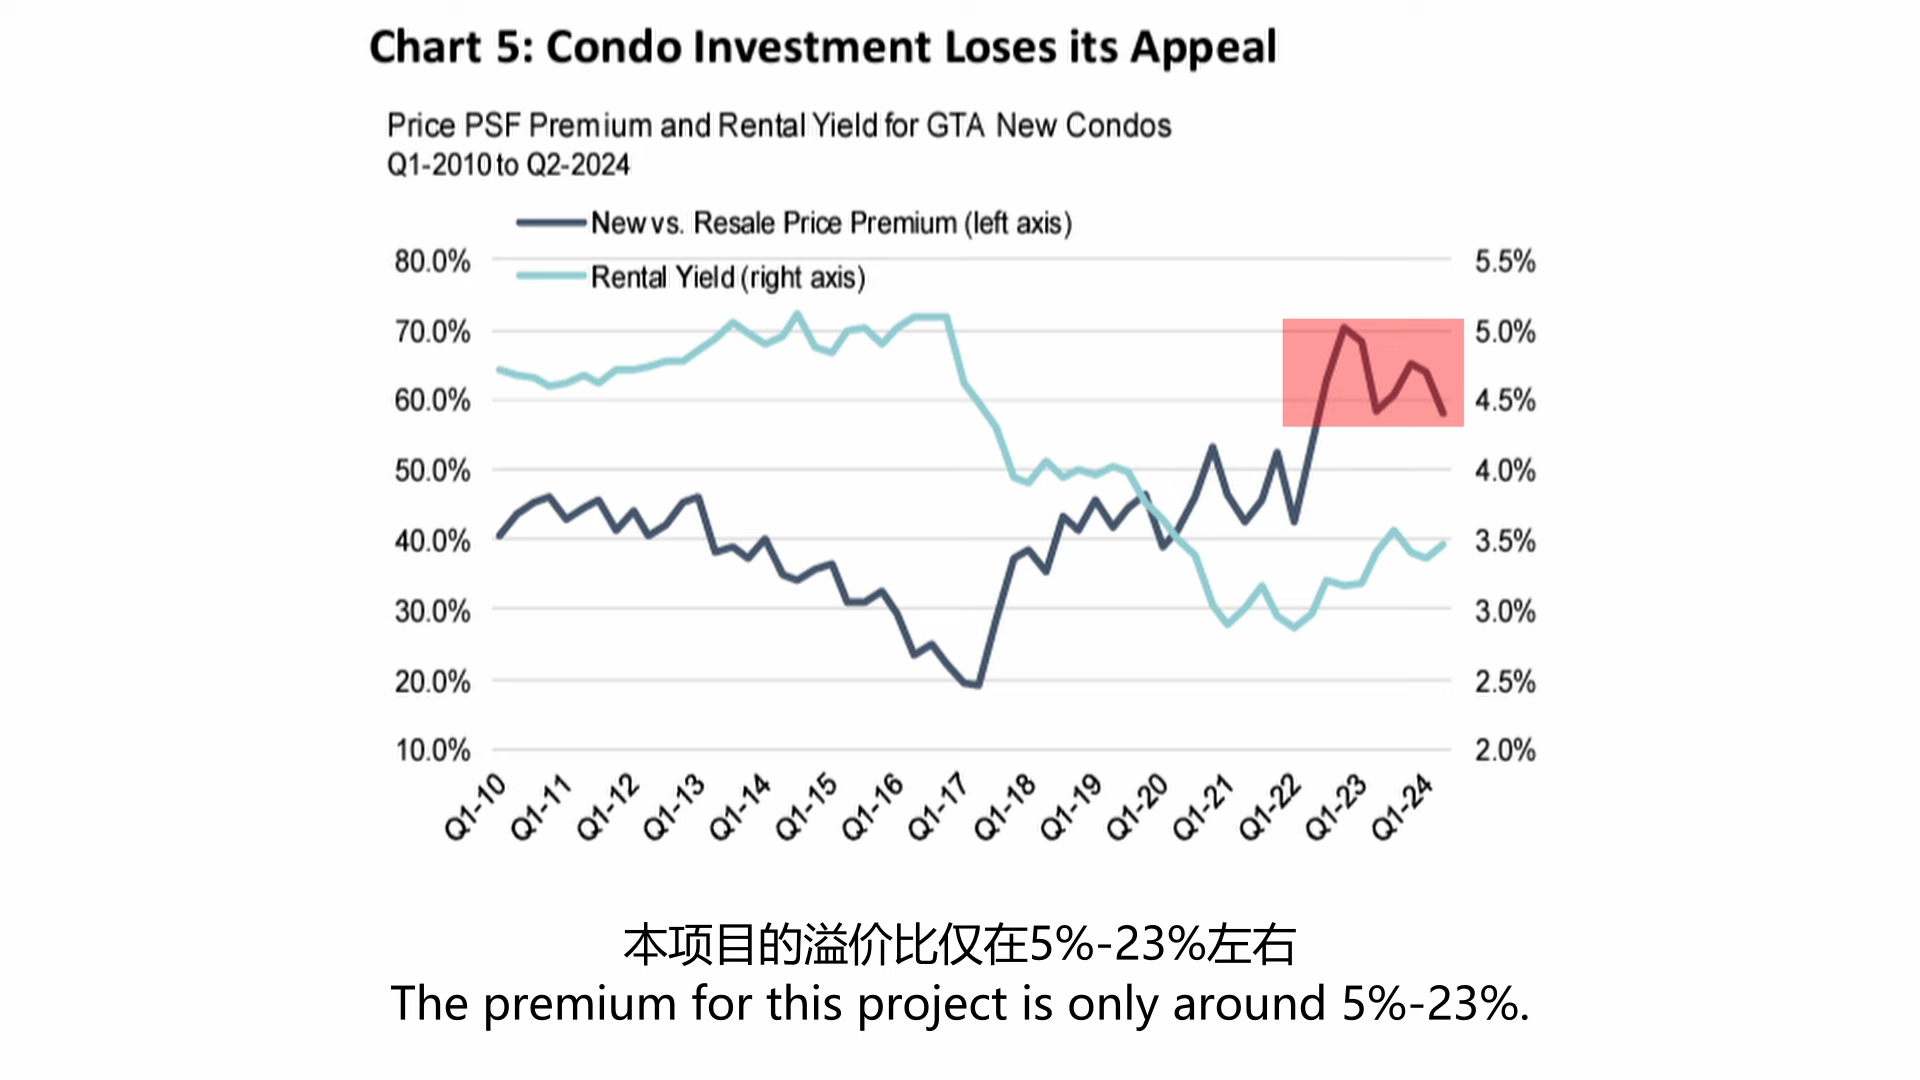 Chart 5: Condo Investment Loses its Appeal
Price PSF Premium and Rental Yield for GTA New Condos
Q1-2010 to Q2-2024
New vs. Resale Price Premium (left axis)
Rental Yield (right axis)
80.0%
70.0%
60.0%
50.0%
40.0%
30.0%
20.0%
10.0%
5.5%
5.0%
4.5%
4.0%
3.5%
3.0%
2.5%
2.0%
Q1-10
Q1-11
Q1-12
Q1-13
Q1-14
Q1-15
Q1-16
Q1-17
Q1-18
Q1-19
Q1-20
Q1-21
Q1-22
Q1-23
Q1-24
本项目的溢价比仅在5%-23%左右
The premium for this project is only around 5%-23%.